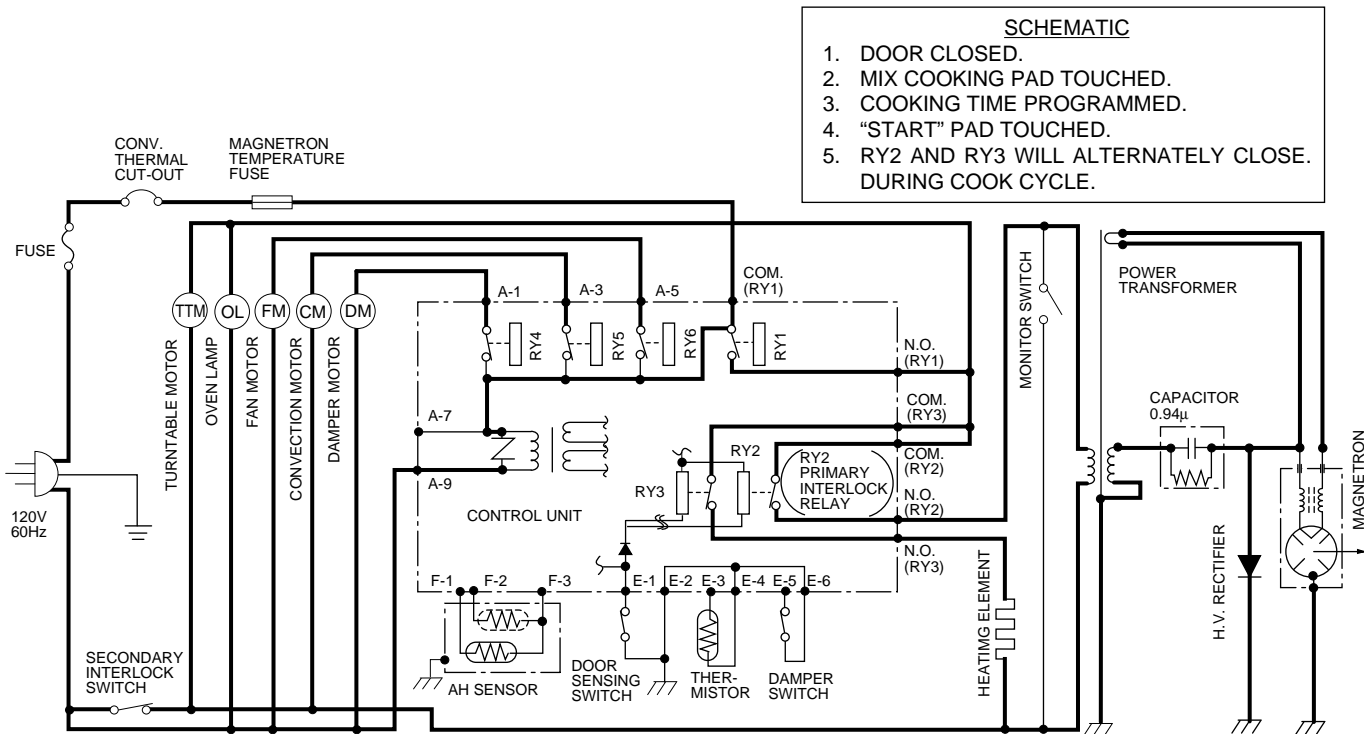 SCHEMATIC
1. DOOR CLOSED.
2. MIX COOKING PAD TOUCHED.
3. COOKING TIME PROGRAMMED.
4. “START” PAD TOUCHED.
5. RY2 AND RY3 WILL ALTERNATELY CLOSE.
DURING COOK CYCLE.
CONV.
THERMAL
CUT-OUT
MAGNETRON
TEMPERATURE
FUSE
FUSE
TTM
OL
FM
CM
DM
TURNTABLE MOTOR
OVEN LAMP
FAN MOTOR
CONVECTION MOTOR
DAMPER MOTOR
A-1
A-3
A-5
COM.
(RY1)
RY4
RY5
RY6
RY1
N.O.
(RY1)
COM.
(RY3)
COM.
(RY2)
N.O.
(RY2)
N.O.
(RY3)
A-7
A-9
CONTROL UNIT
RY3
RY2
RY2
PRIMARY
INTERLOCK
RELAY
MONITOR SWITCH
POWER
TRANSFORMER
CAPACITOR
0.94μ
MAGNETRON
H.V. RECTIFIER
HEATIMG ELEMENT
120V
60Hz
F-1
F-2
F-3
E-1
E-2
E-3
E-4
E-5
E-6
SECONDARY
INTERLOCK
SWITCH
AH SENSOR
DOOR
SENSING
SWITCH
THER-
MISTOR
DAMPER
SWITCH